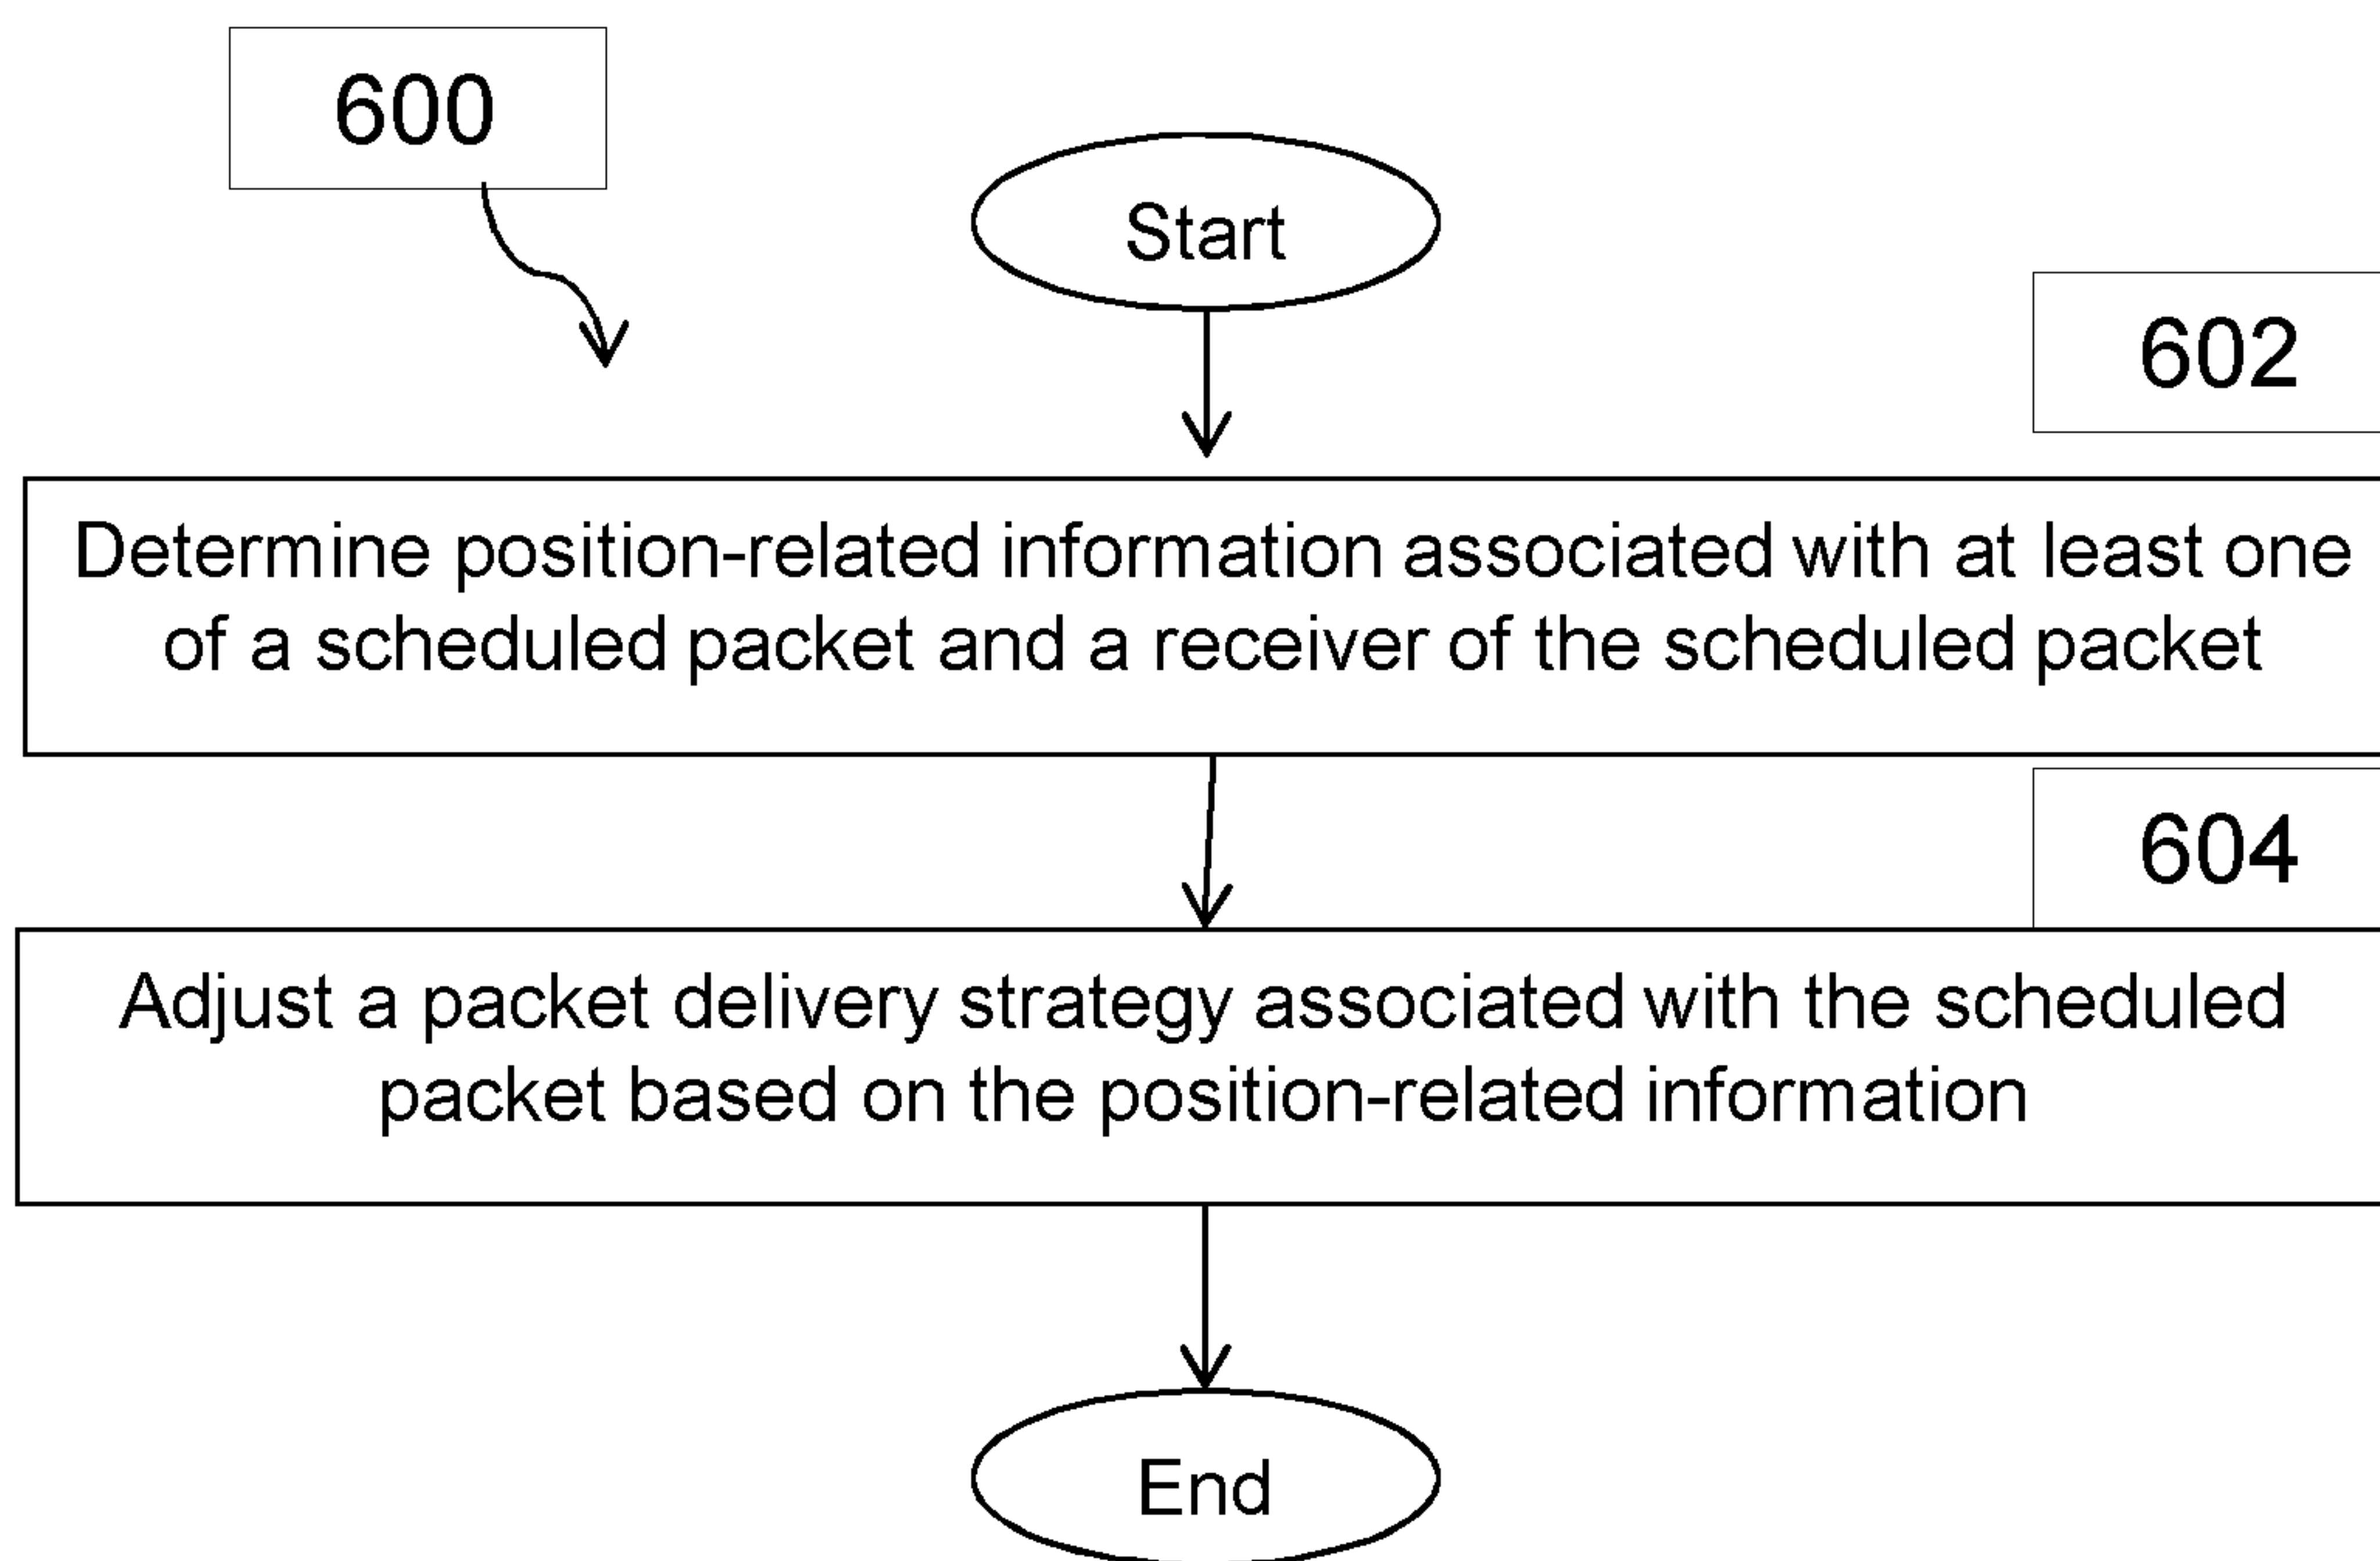 600
Start
602
Determine position-related information associated with at least one
of a scheduled packet and a receiver of the scheduled packet
604
Adjust a packet delivery strategy associated with the scheduled
packet based on the position-related information
End